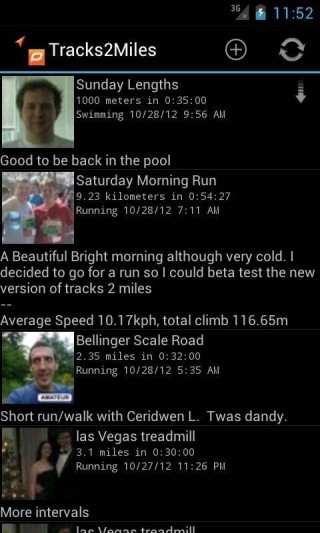 3G 11:52
Tracks2Miles
Sunday Lengths
1000 meters in 0:35:00
Swimming 10/28/12 9:56 AM
Good to be back in the pool
Saturday Morning Run
9.23 kilometers in 0:54:27
Running 10/28/12 7:11 AM
A Beautiful Bright morning although very cold. I
decided to go for a run so I could beta test the new
version of tracks 2 miles
--
Average Speed 10.17kph, total climb 116.65m
Bellinger Scale Road
2.35 miles in 0:32:00
Running 10/28/12 5:35 AM
AMATEUR
Short run/walk with Ceridwen L.  Twas dandy.
las Vegas treadmill
3.1 miles in 0:30:00
Running 10/27/12 11:26 PM
More intervals
las Vegas treadmill